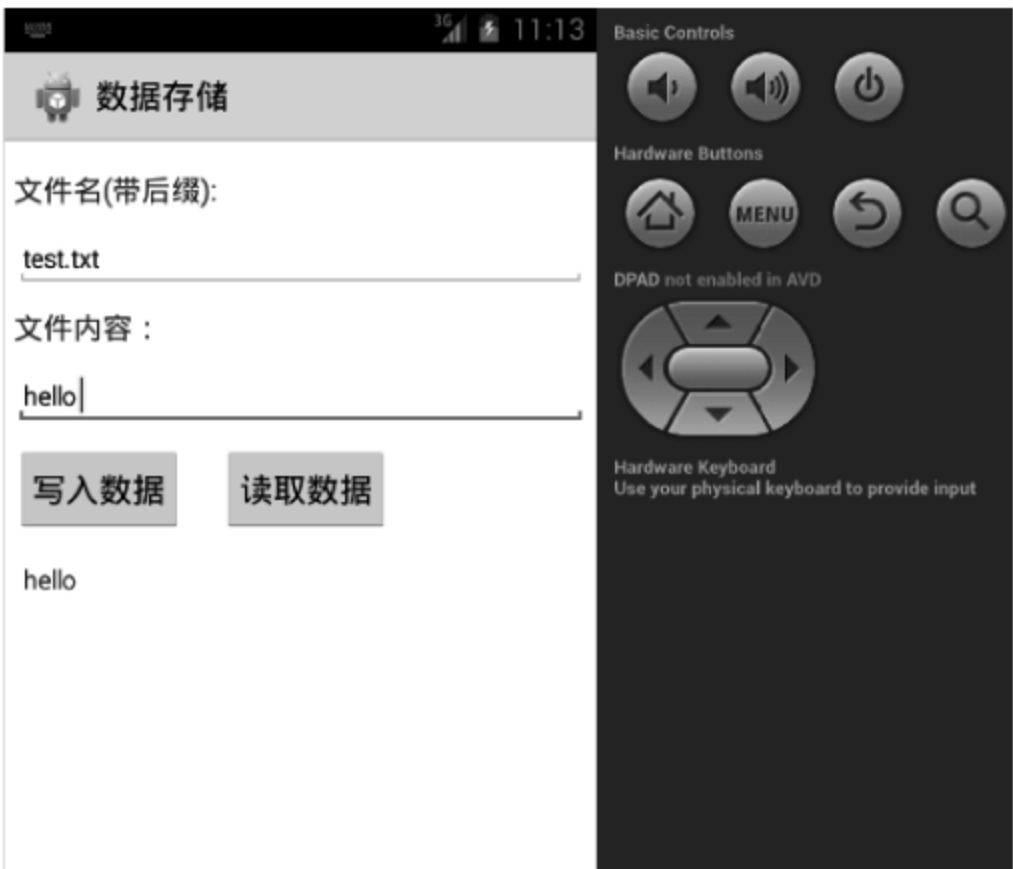 3G 11:13
数据存储
文件名(带后缀):
test.txt
文件内容：
hello
写入数据 读取数据
hello
Basic Controls
Hardware Buttons
MENU
DPAD not enabled in AVD
Hardware Keyboard
Use your physical keyboard to provide input